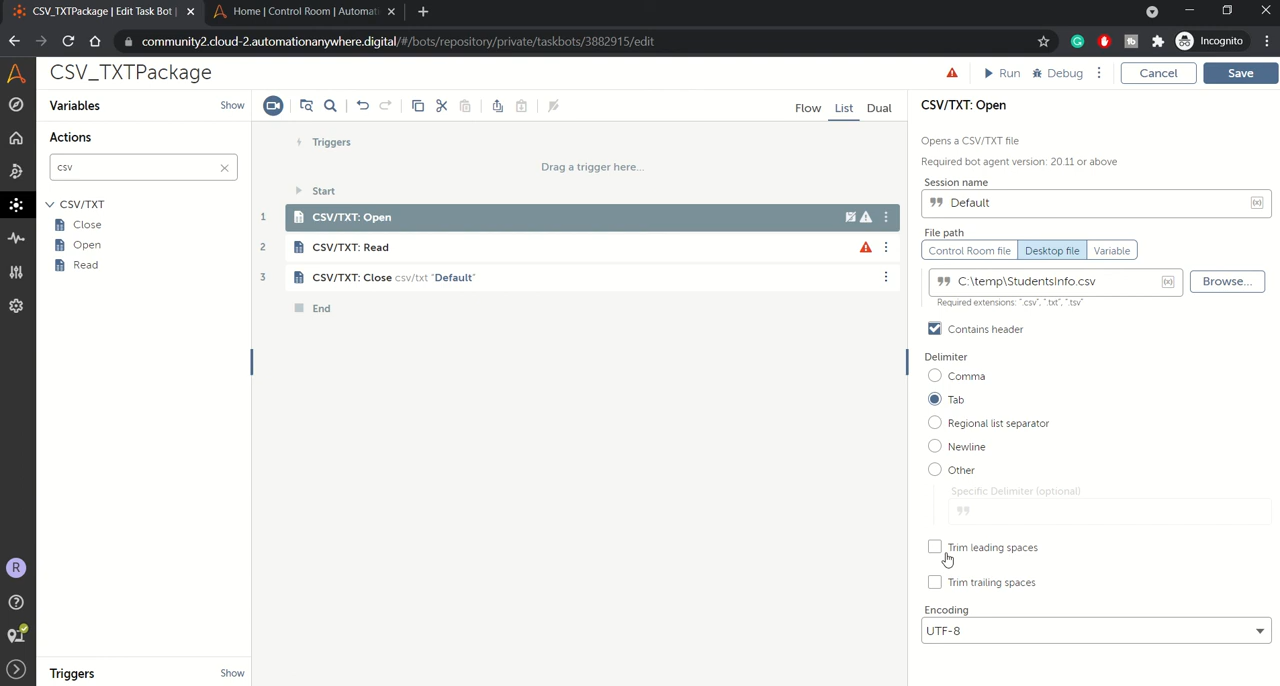 CSV_TXTPackage | Edit Task Bot |
Home | Control Room | Automat
community2.cloud-2.automationanywhere.digital/#/bots/repository/private/taskbots/3882915/edit
Incognito
CSV_TXTPackage
Run
Debug
Cancel
Save
Variables
Show
Flow
List
Dual
CSV/TXT: Open
Actions
csv
CSV/TXT
Close
Open
Read
Triggers
Drag a trigger here...
Start
1 CSV/TXT: Open
2 CSV/TXT: Read
3 CSV/TXT: Close csv/txt "Default"
End
Opens a CSV/TXT file
Required bot agent version: 20.11 or above
Session name
Default
File path
Control Room file
Desktop file
Variable
C:\temp\StudentsInfo.csv
Browse...
Required extensions: ".csv", ".txt", ".tsv"
Contains header
Delimiter
Comma
Tab
Regional list separator
Newline
Other
Specific Delimiter (optional)
Trim leading spaces
Trim trailing spaces
Encoding
UTF-8
R
Triggers
Show